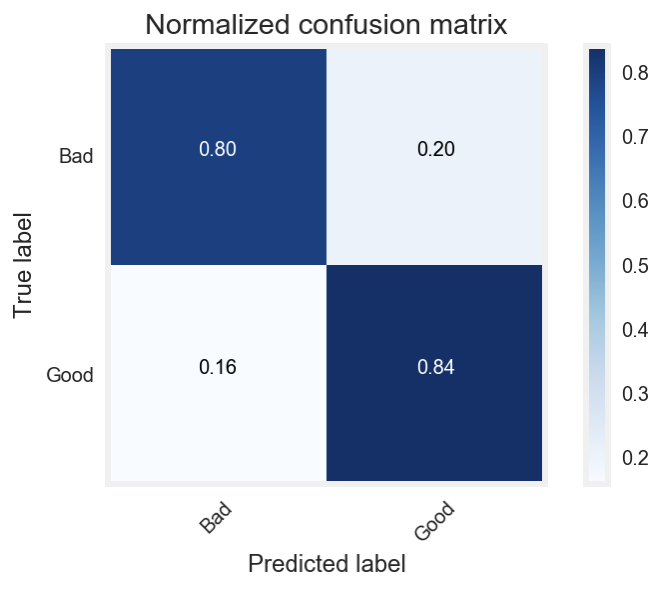 Normalized confusion matrix
True label
Bad
0.80
0.20
Good
0.16
0.84
Bad
Good
Predicted label
0.8
0.7
0.6
0.5
0.4
0.3
0.2